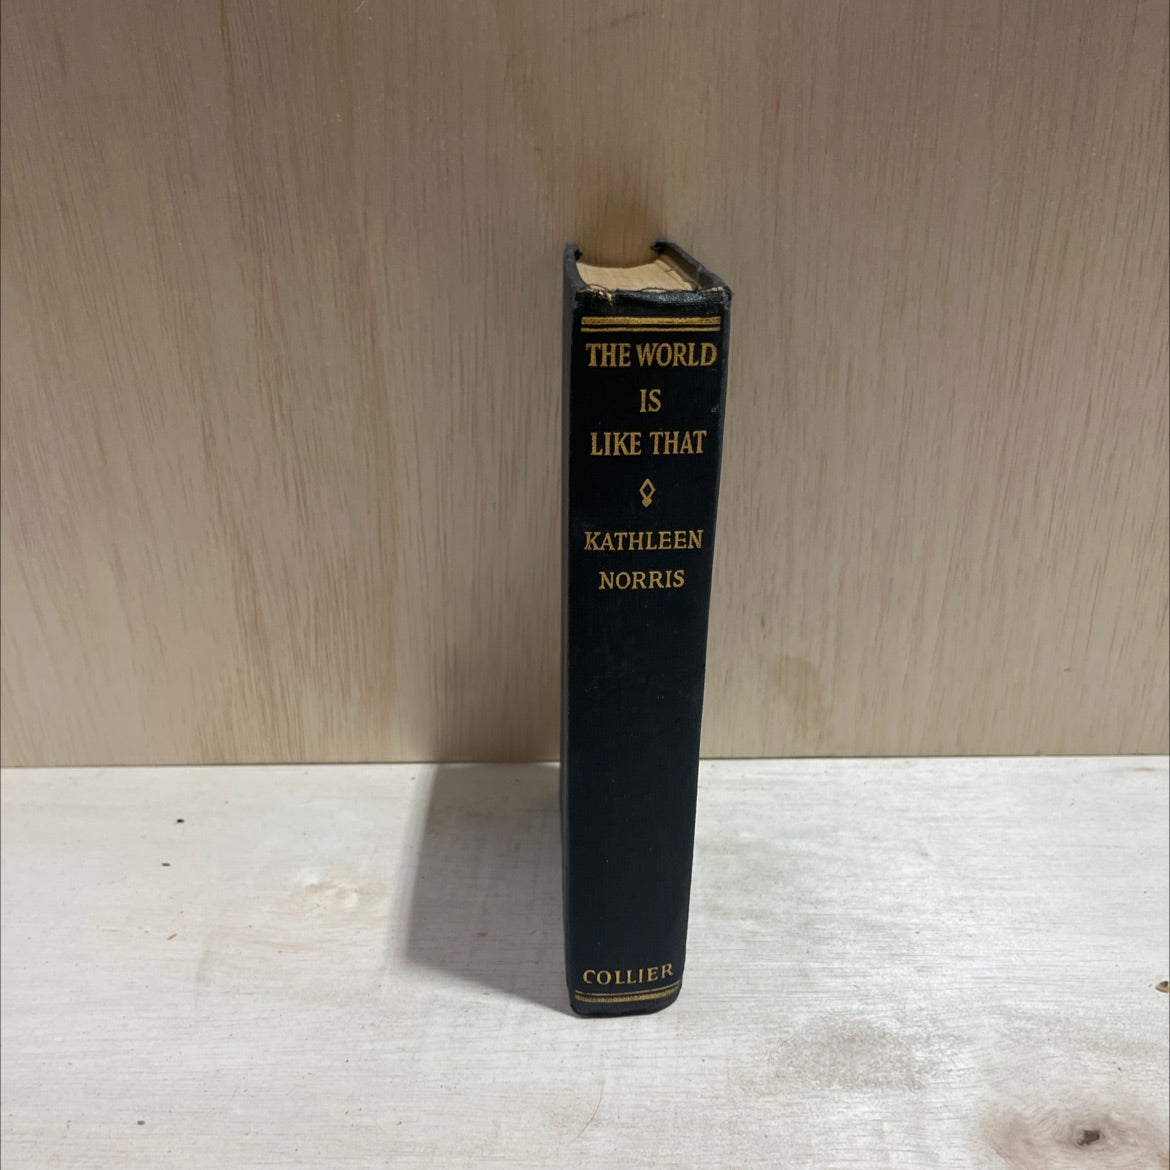 THE WORLD
IS
LIKE THAT
KATHLEEN
NORRIS
COLLIER